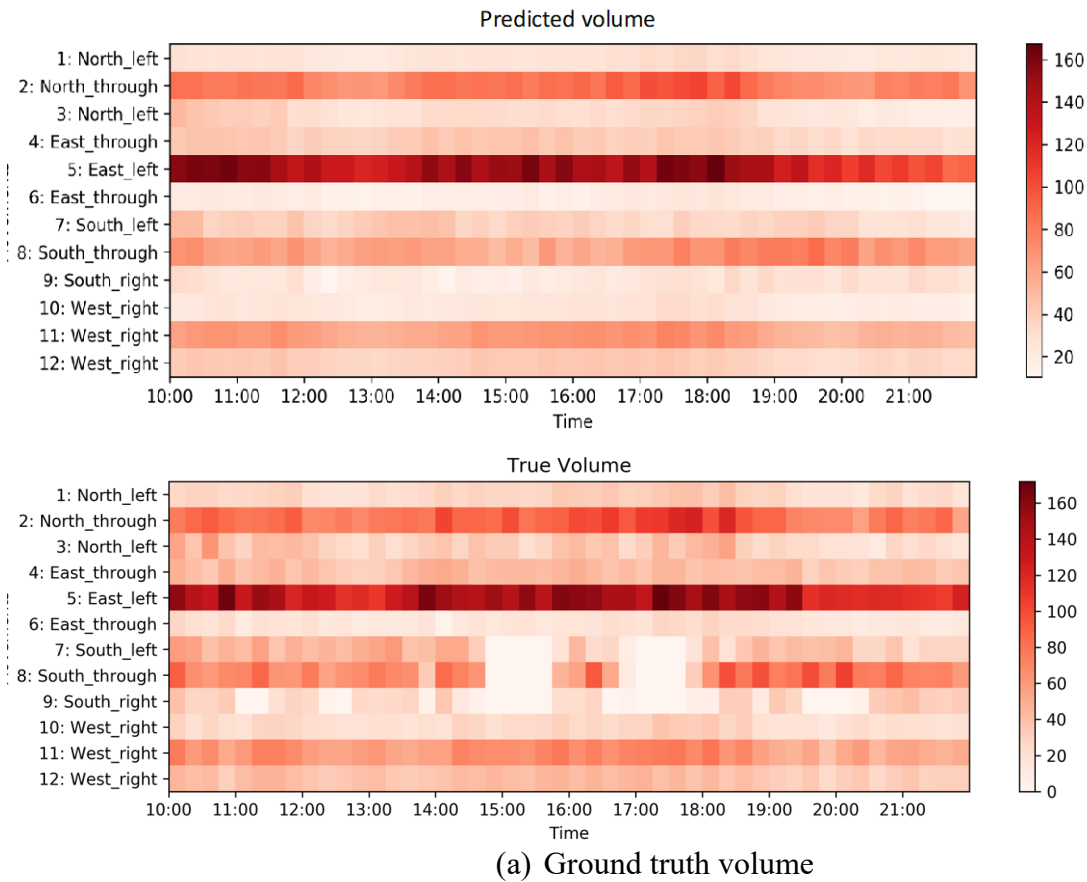 Predicted volume
1: North_left
2: North_through
3: North_left
4: East_through
5: East_left
6: East_through
7: South_left
8: South_through
9: South_right
10: West_right
11: West_right
12: West_right
10:00 11:00 12:00 13:00 14:00 15:00 16:00 17:00 18:00 19:00 20:00 21:00
Time
160
140
120
100
80
60
40
20
True Volume
1: North_left
2: North_through
3: North_left
4: East_through
5: East_left
6: East_through
7: South_left
8: South_through
9: South_right
10: West_right
11: West_right
12: West_right
10:00 11:00 12:00 13:00 14:00 15:00 16:00 17:00 18:00 19:00 20:00 21:00
Time
160
140
120
100
80
60
40
20
0
(a) Ground truth volume